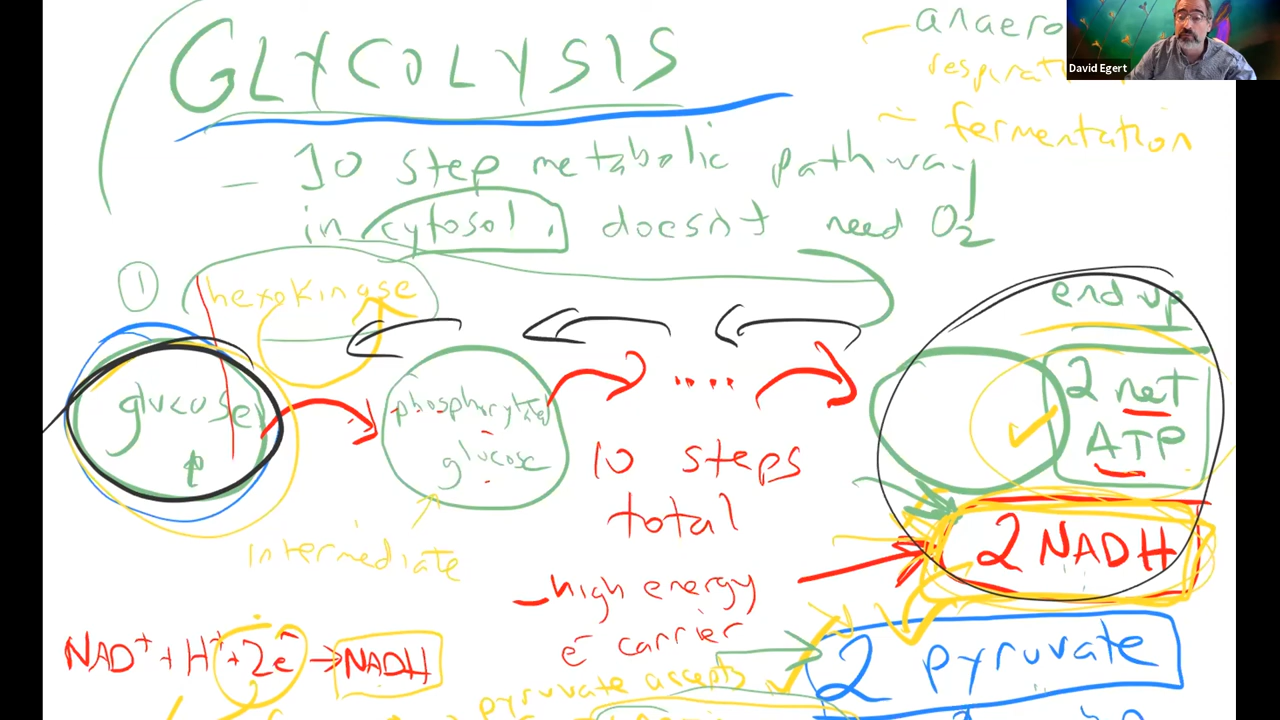 GLYCOLYSIS
- anaero
respirat
~ fermentation
David Egert
- 10 step metabolic pathway
in cytosol. doesn't need O2
1
hexokinase
end up
glucose
p
phosphorylated
glucose
2 net
ATP
10 steps
total
2 NADH
intermediate
- high energy
e- carrier
NAD+ + H+ + 2e- → NADH
2 pyruvate
pyruvate accepts